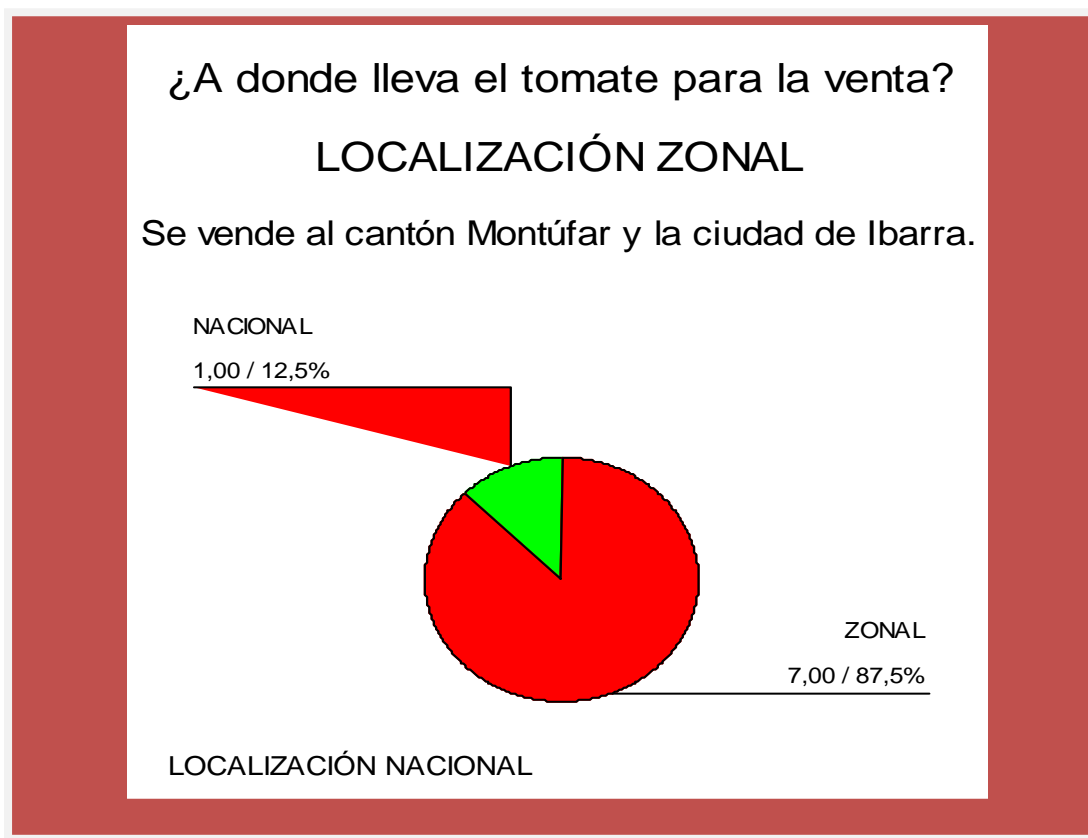 ¿A donde lleva el tomate para la venta?
LOCALIZACIÓN ZONAL
Se vende al cantón Montúfar y la ciudad de Ibarra.
NACIONAL
1,00 / 12,5%
ZONAL
7,00 / 87,5%
LOCALIZACIÓN NACIONAL